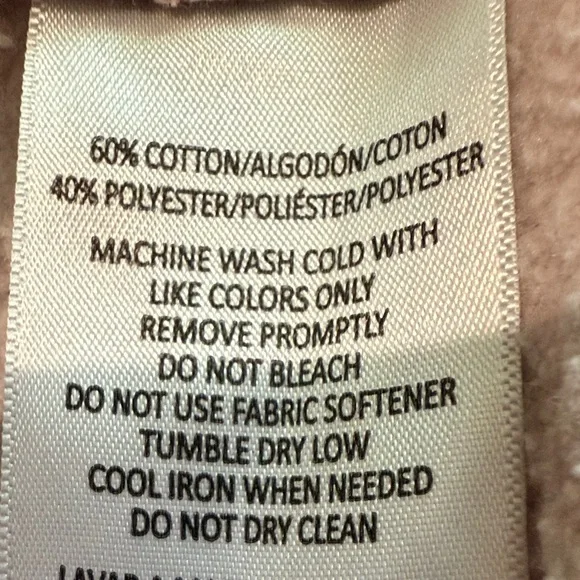 60% COTTON/ALGODÓN/COTON
40% POLYESTER/POLIÉSTER/POLYESTER
MACHINE WASH COLD WITH
LIKE COLORS ONLY
REMOVE PROMPTLY
DO NOT BLEACH
DO NOT USE FABRIC SOFTENER
TUMBLE DRY LOW
COOL IRON WHEN NEEDED
DO NOT DRY CLEAN